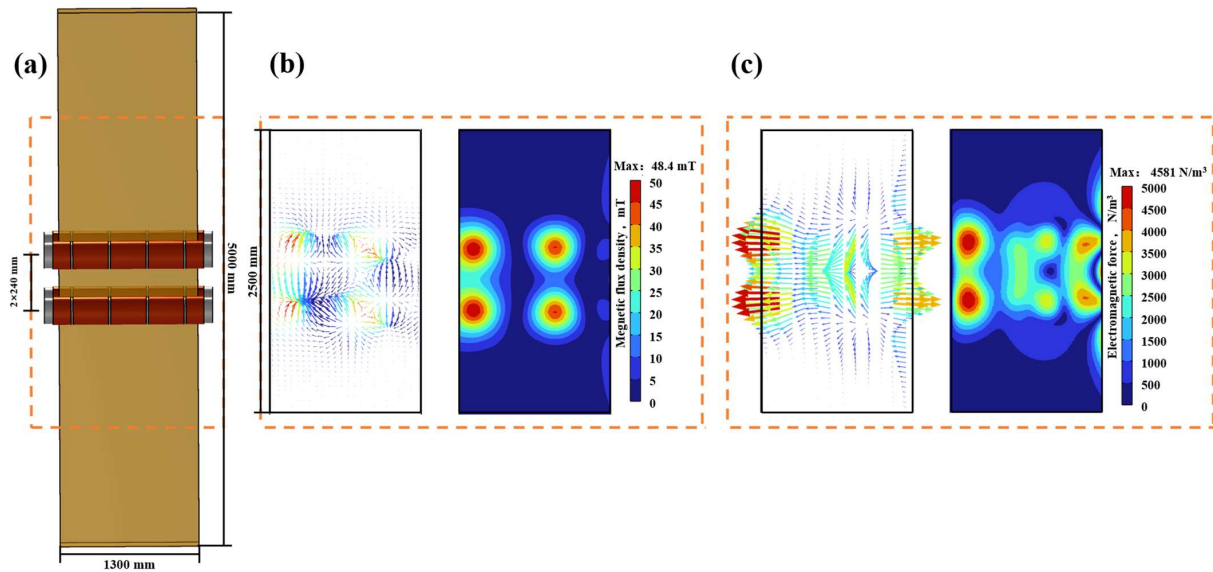 (a)
5000 mm
2×240 mm
1300 mm
(b)
2500 mm
Max: 48.4 mT
Megnetic flux density, mT
50
45
40
35
30
25
20
15
10
5
0
(c)
Max: 4581 N/m³
Electromagnetic force, N/m³
5000
4500
4000
3500
3000
2500
2000
1500
1000
500
0